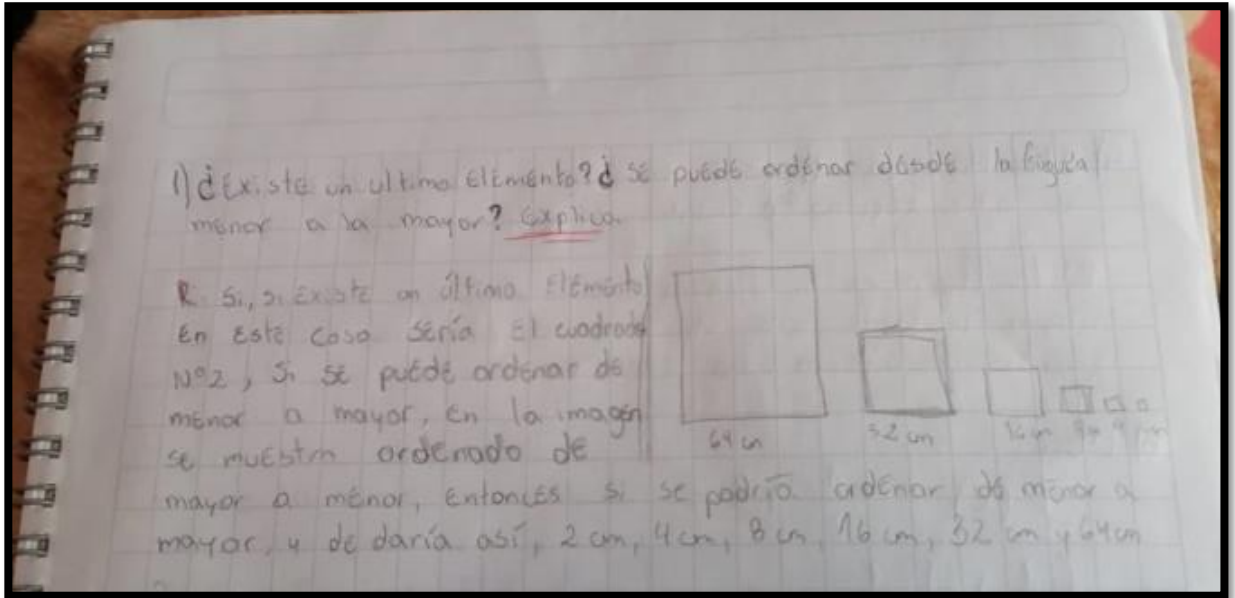 1) ¿Existe un ultimo elemento? ¿ se puede ordenar desde la figura
menor a la mayor? Explica
R. Si, si existe un último elemento
en este caso sería el cuadrado
N°2, Si se puede ordenar de
menor a mayor, en la imagen
se muestra ordenado de
mayor a menor, entonces si se podría ordenar de menor a
mayor, y de daría así, 2 cm, 4 cm, 8 cm, 16 cm, 32 cm y 64 cm
64 cm 32 cm 16 cm